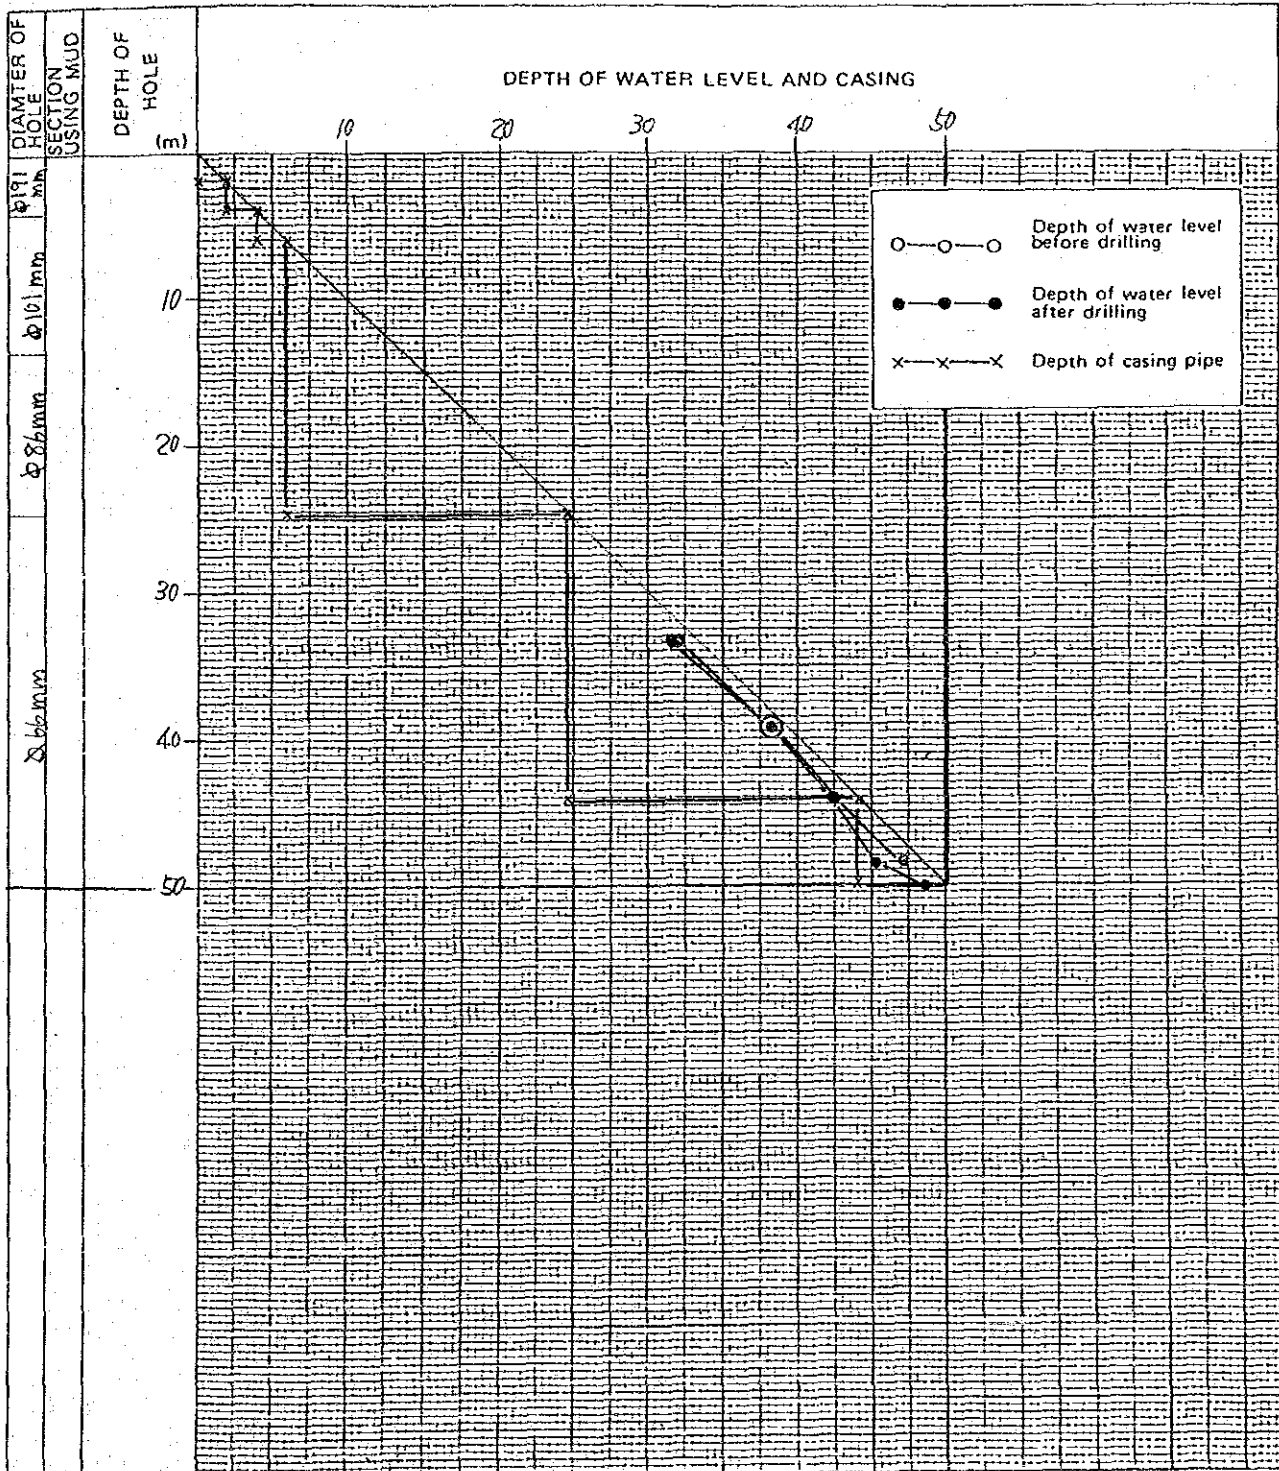 DIAMTER OF
HOLE
SECTION
USING MUD
DEPTH OF
HOLE
(m)
DEPTH OF WATER LEVEL AND CASING
10
20
30
40
50
Depth of water level
before drilling
Depth of water level
after drilling
Depth of casing pipe
10
20
30
40
50
φ191
mm
φ101 mm
φ86mm
φ66mm